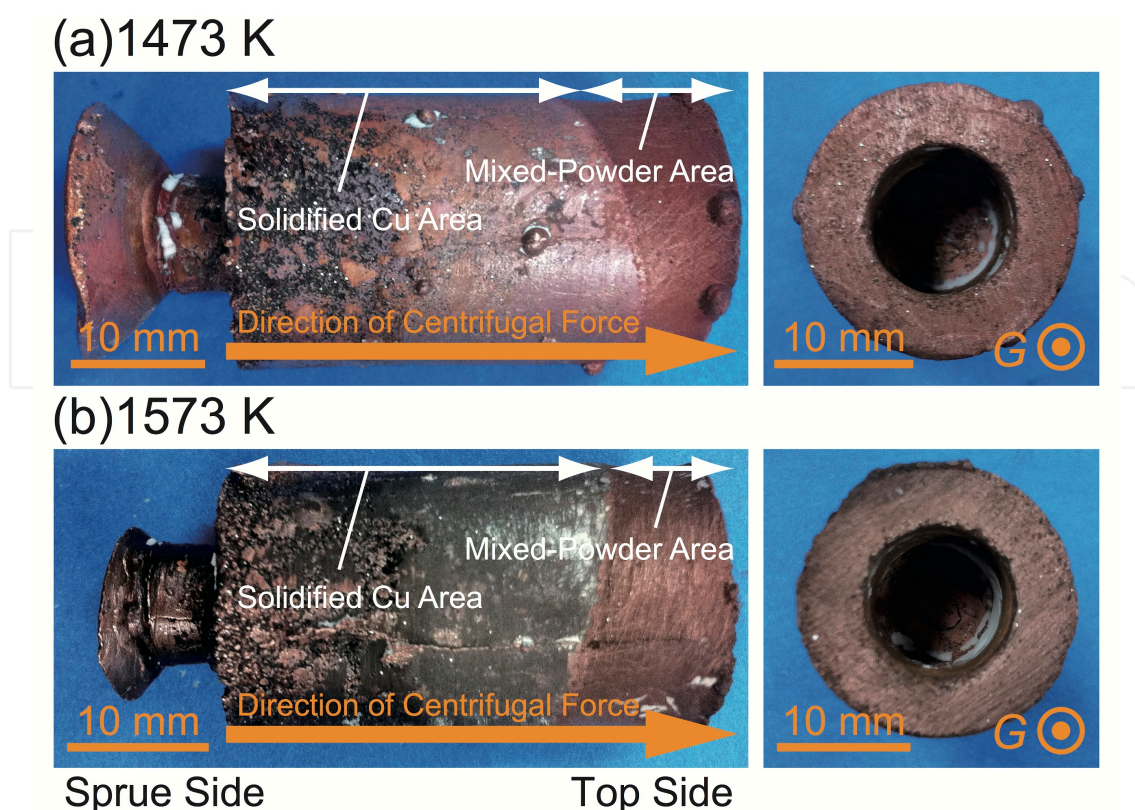 (a)1473 K
Mixed-Powder Area
Solidified Cu Area
Direction of Centrifugal Force
10 mm
10 mm
G
(b)1573 K
Mixed-Powder Area
Solidified Cu Area
Direction of Centrifugal Force
10 mm
10 mm
G
Sprue Side
Top Side